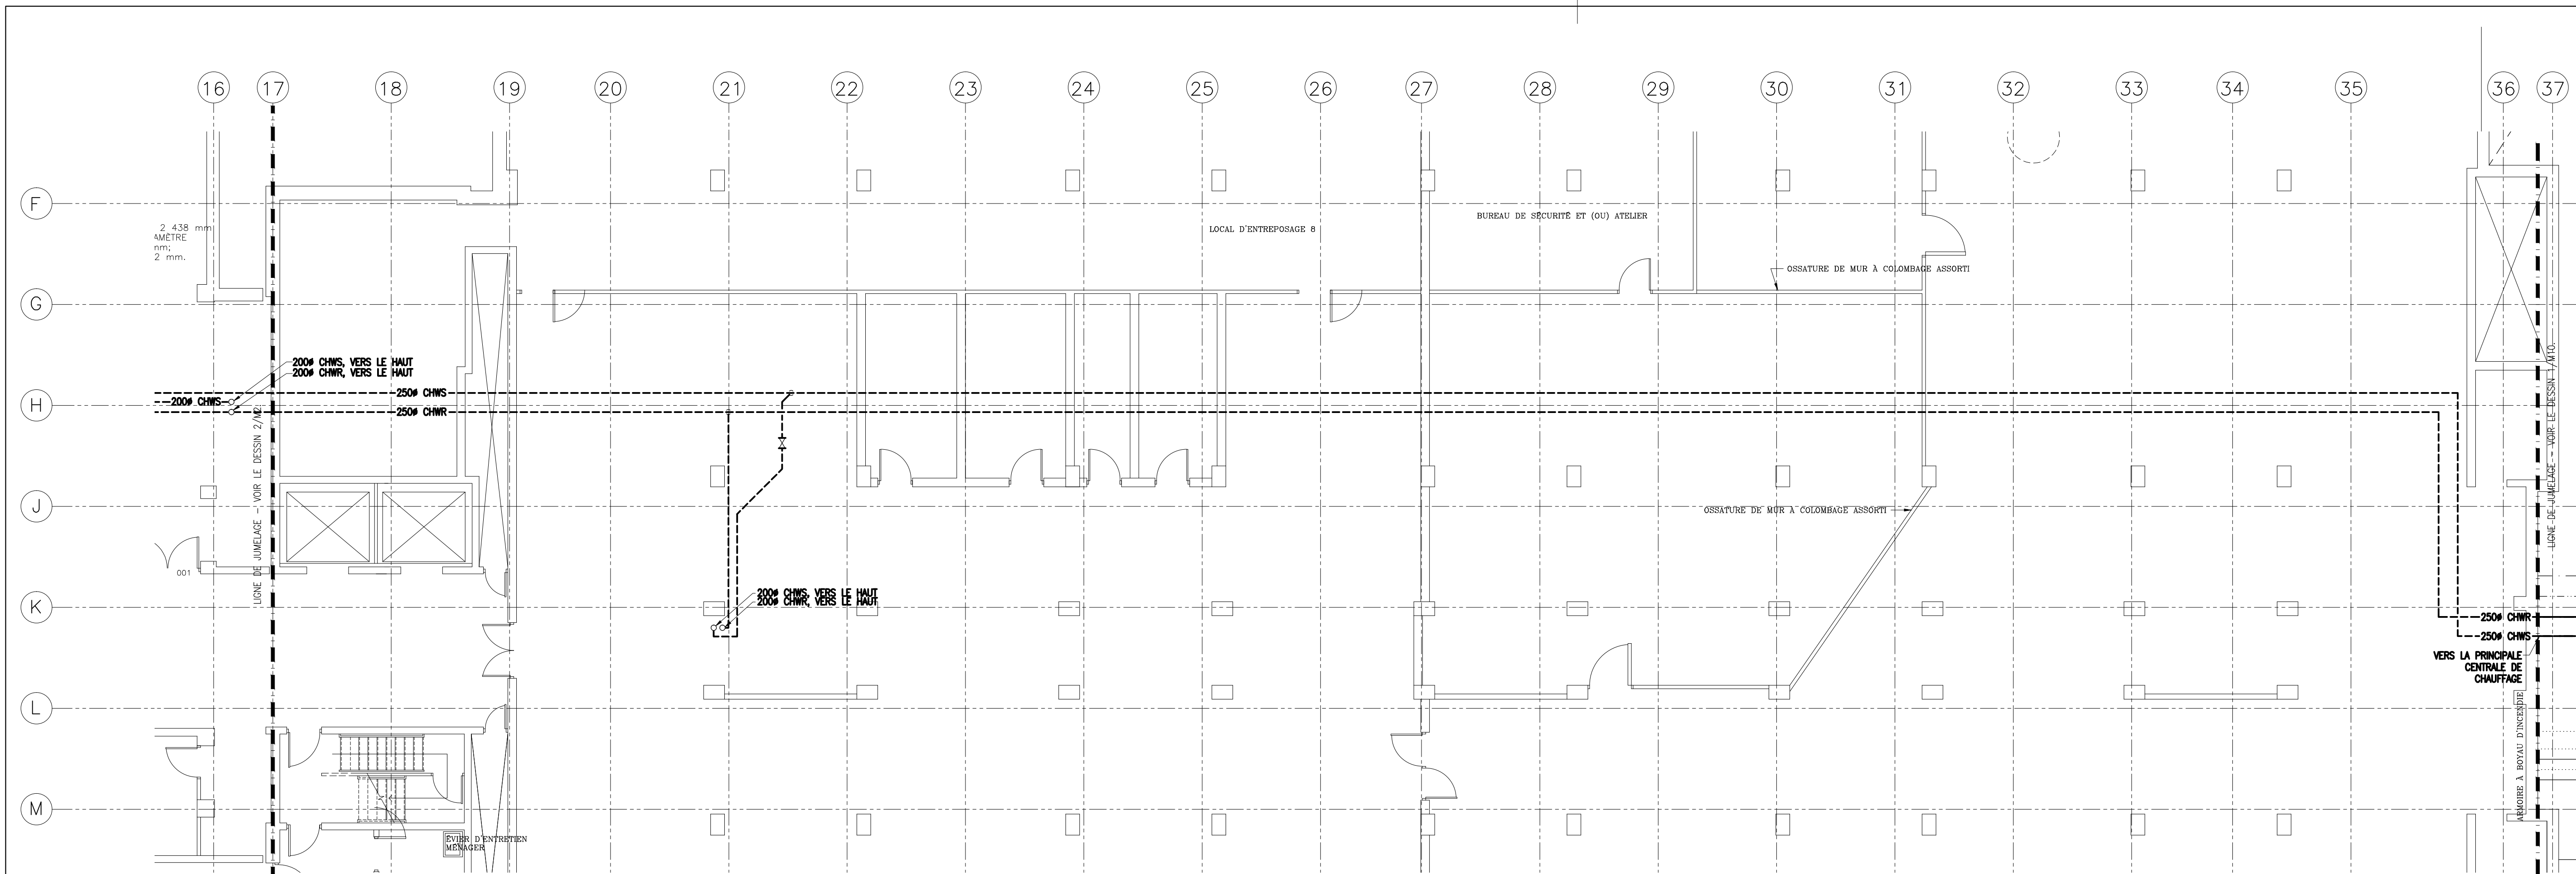 16
17
18
19
20
21
22
23
24
25
26
27
28
29
30
31
32
33
34
35
36
37
F
G
H
J
K
L
M
2 438 mm
AMÈTRE
nm;
2 mm.
LOCAL D'ENTREPOSAGE 8
BUREAU DE SÉCURITÉ ET (OU) ATELIER
OSSATURE DE MUR À COLOMBAGE ASSORTI
200ø CHWS, VERS LE HAUT
200ø CHWR, VERS LE HAUT
250ø CHWS
200ø CHWS
250ø CHWR
LIGNE DE JUMELAGE - VOIR LE DESSIN 2/M2
LIGNE DE JUMELAGE - VOIR LE DESSIN 1/M10.
OSSATURE DE MUR À COLOMBAGE ASSORTI
001
200ø CHWS, VERS LE HAUT
200ø CHWR, VERS LE HAUT
250ø CHWR
250ø CHWS
VERS LA PRINCIPALE
CENTRALE DE
CHAUFFAGE
ARMOIRE À BOYAU D'INCENDIE
ÉVIER D'ENTRETIEN
MÉNAGER